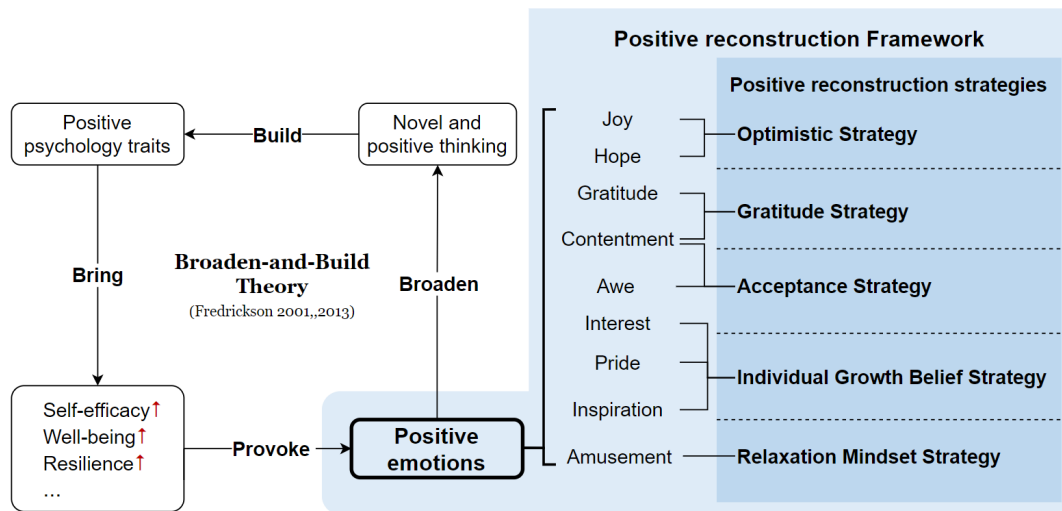 Positive reconstruction Framework
Positive reconstruction strategies
Positive
psychology traits
Build
Novel and
positive thinking
Bring
Broaden-and-Build
Theory
(Fredrickson 2001,,2013)
Broaden
Self-efficacy↑
Well-being↑
Resilience↑
...
Provoke
Positive
emotions
Joy
Hope
Optimistic Strategy
Gratitude
Contentment
Gratitude Strategy
Awe
Acceptance Strategy
Interest
Pride
Inspiration
Individual Growth Belief Strategy
Amusement
Relaxation Mindset Strategy